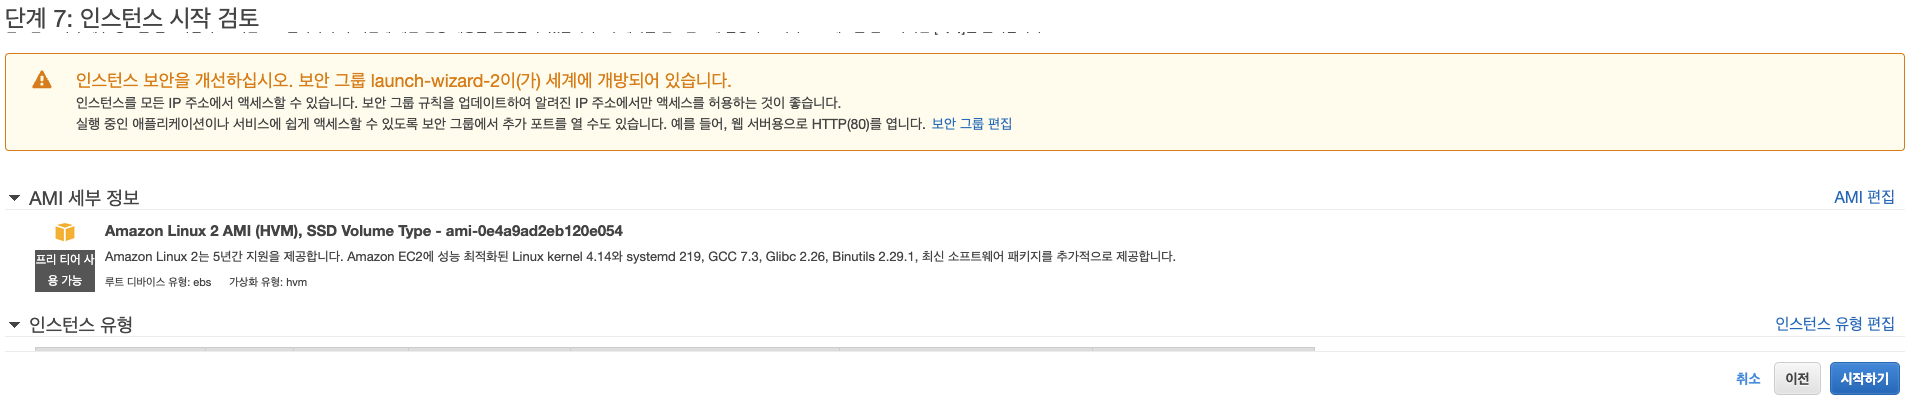 단계 7: 인스턴스 시작 검토
인스턴스 보안을 개선하십시오. 보안 그룹 launch-wizard-2이(가) 세계에 개방되어 있습니다.
인스턴스를 모든 IP 주소에서 액세스할 수 있습니다. 보안 그룹 규칙을 업데이트하여 알려진 IP 주소에서만 액세스를 허용하는 것이 좋습니다.
실행 중인 애플리케이션이나 서비스에 쉽게 액세스할 수 있도록 보안 그룹에서 추가 포트를 열 수도 있습니다. 예를 들어, 웹 서버용으로 HTTP(80)를 엽니다. 보안 그룹 편집
AMI 세부 정보
AMI 편집
Amazon Linux 2 AMI (HVM), SSD Volume Type - ami-0e4a9ad2eb120e054
프리 티어 사
용 가능
Amazon Linux 2는 5년간 지원을 제공합니다. Amazon EC2에 성능 최적화된 Linux kernel 4.14와 systemd 219, GCC 7.3, Glibc 2.26, Binutils 2.29.1, 최신 소프트웨어 패키지를 추가적으로 제공합니다.
루트 디바이스 유형: ebs 가상화 유형: hvm
인스턴스 유형
인스턴스 유형 편집
취소
이전
시작하기